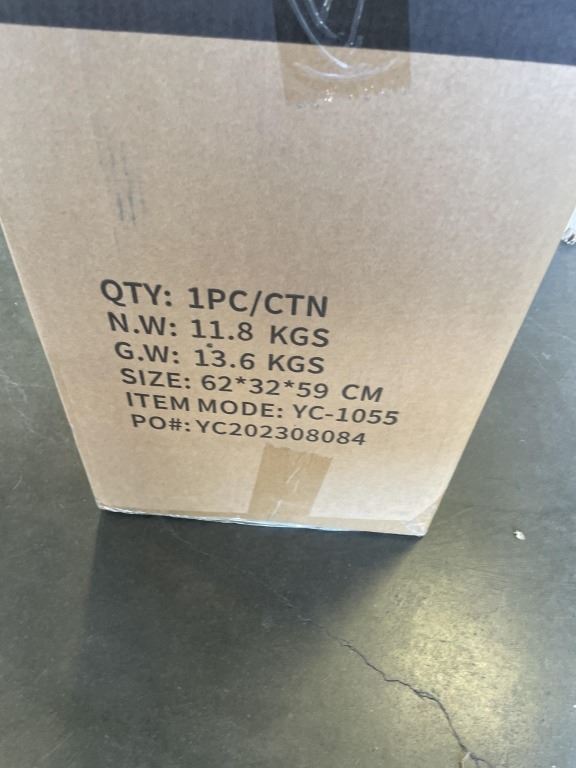 QTY: 1PC/CTN
N.W: 11.8 KGS
G.W: 13.6 KGS
SIZE: 62*32*59 CM
ITEM MODE: YC-1055
PO#: YC202308084